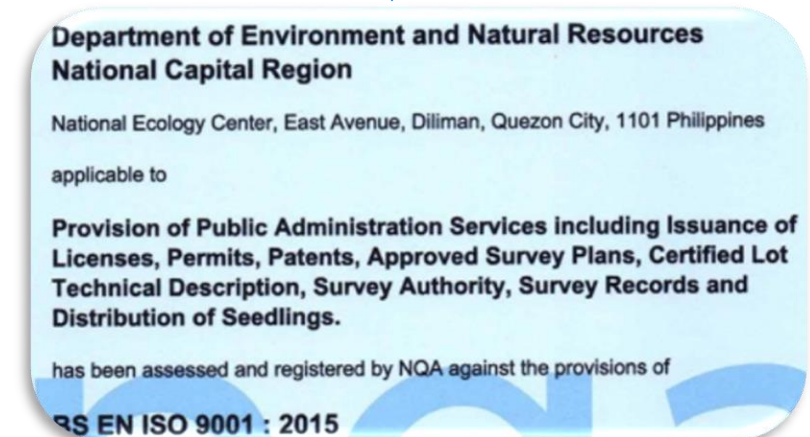 Department of Environment and Natural Resources
National Capital Region
National Ecology Center, East Avenue, Diliman, Quezon City, 1101 Philippines
applicable to
Provision of Public Administration Services including Issuance of
Licenses, Permits, Patents, Approved Survey Plans, Certified Lot
Technical Description, Survey Authority, Survey Records and
Distribution of Seedlings.
has been assessed and registered by NQA against the provisions of
BS EN ISO 9001 : 2015
nqa